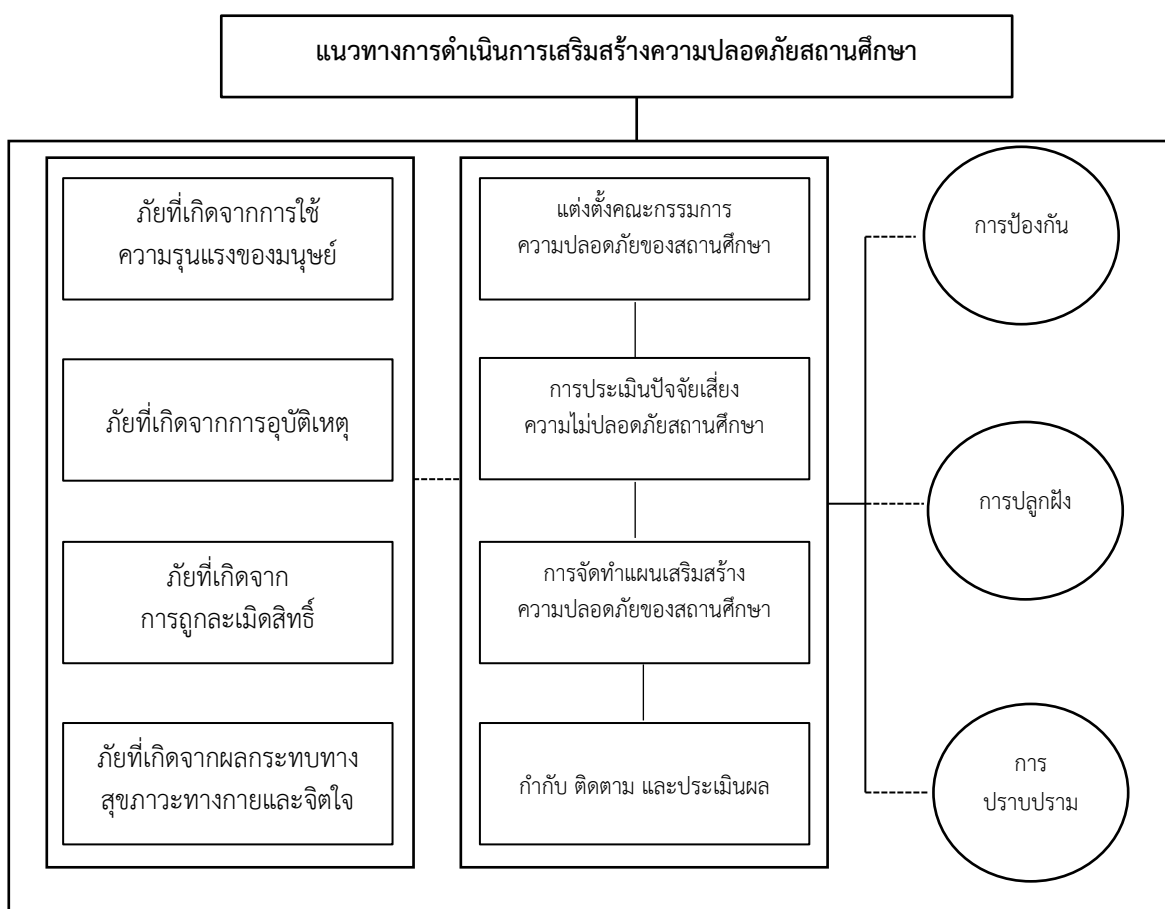 แนวทางการดำเนินการเสริมสร้างความปลอดภัยสถานศึกษา
ภัยที่เกิดจากการใช้
ความรุนแรงของมนุษย์
ภัยที่เกิดจากการอุบัติเหตุ
ภัยที่เกิดจาก
การถูกละเมิดสิทธิ์
ภัยที่เกิดจากผลกระทบทาง
สุขภาวะทางกายและจิตใจ
แต่งตั้งคณะกรรมการ
ความปลอดภัยของสถานศึกษา
การประเมินปัจจัยเสี่ยง
ความไม่ปลอดภัยสถานศึกษา
การจัดทำแผนเสริมสร้าง
ความปลอดภัยของสถานศึกษา
กำกับ ติดตาม และประเมินผล
การป้องกัน
การปลูกฝัง
การ
ปราบปราม